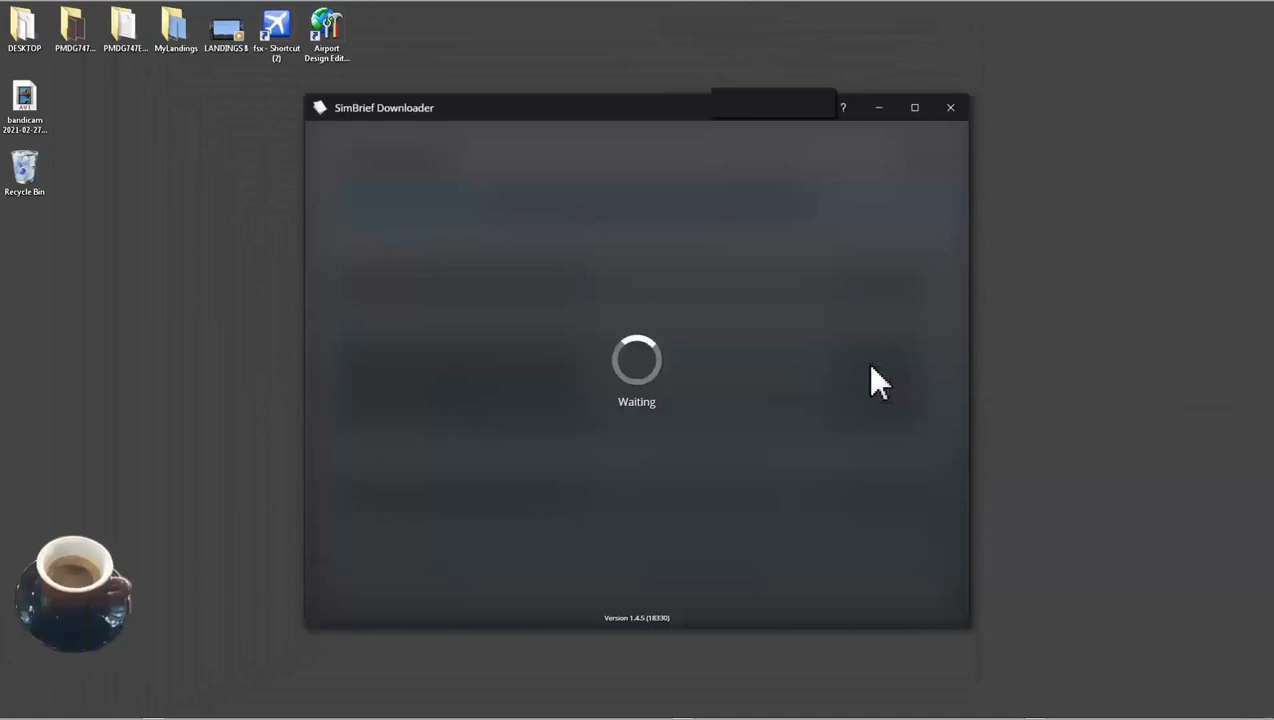 DESKTOP
PMDG747...
PMDG747E...
MyLandings
LANDINGS B
fsx - Shortcut
(2)
Airport
Design Edit...
SimBrief Downloader
?
bandicam
2021-02-27...
Recycle Bin
Waiting
Version 1.4.5 (18330)